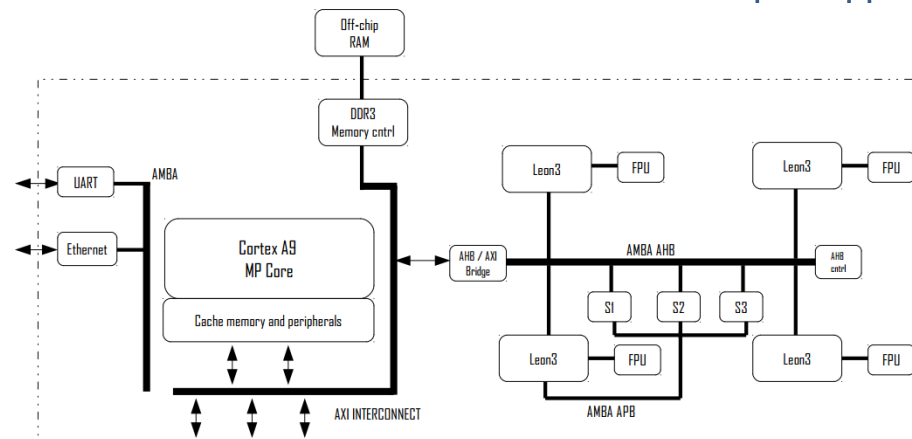 Off-chip
RAM
DDR3
Memory cntrl
UART
AMBA
Ethernet
Cortex A9
MP Core
Cache memory and peripherals
AXI INTERCONNECT
AHB / AXI
Bridge
AMBA AHB
AHB
cntrl
Leon3
FPU
Leon3
FPU
S1
S2
S3
Leon3
FPU
Leon3
FPU
AMBA APB